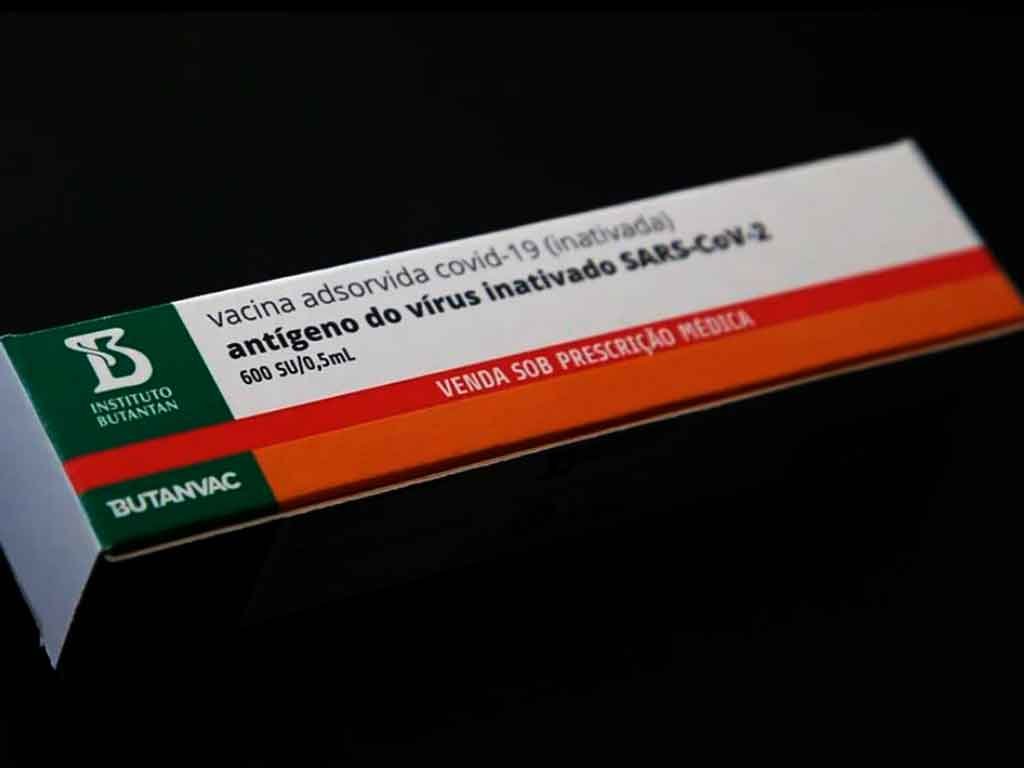 vacina adsorvida covid-19 (inativada)
antígeno do vírus inativado SARS-CoV-2
600 SU/0,5mL
INSTITUTO
BUTANTAN
VENDA SOB PRESCRIÇÃO MÉDICA
BUTANVAC